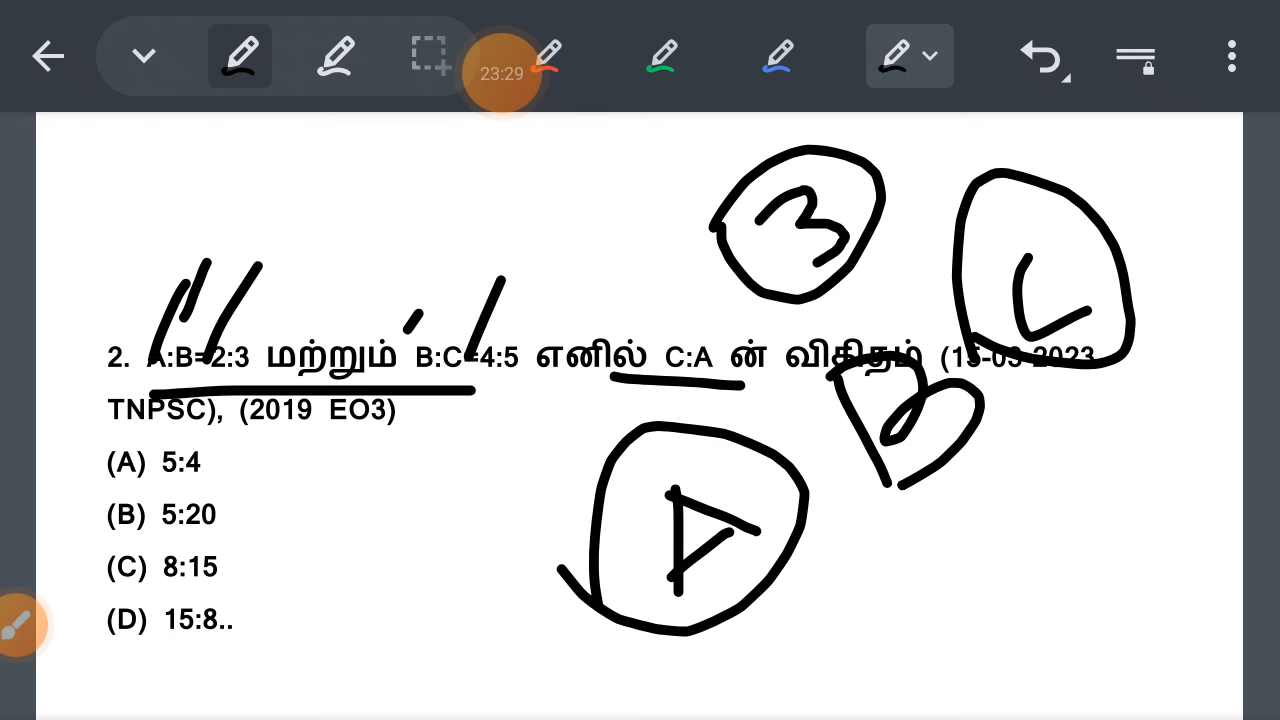 23:29
3
C
2. A:B=2:3 மற்றும் B:C=4:5 எனில் C:A ன் விகிதம் (15-03-2023
B
TNPSC), (2019 EO3)
(A) 5:4
(B) 5:20
(C) 8:15
(D) 15:8..